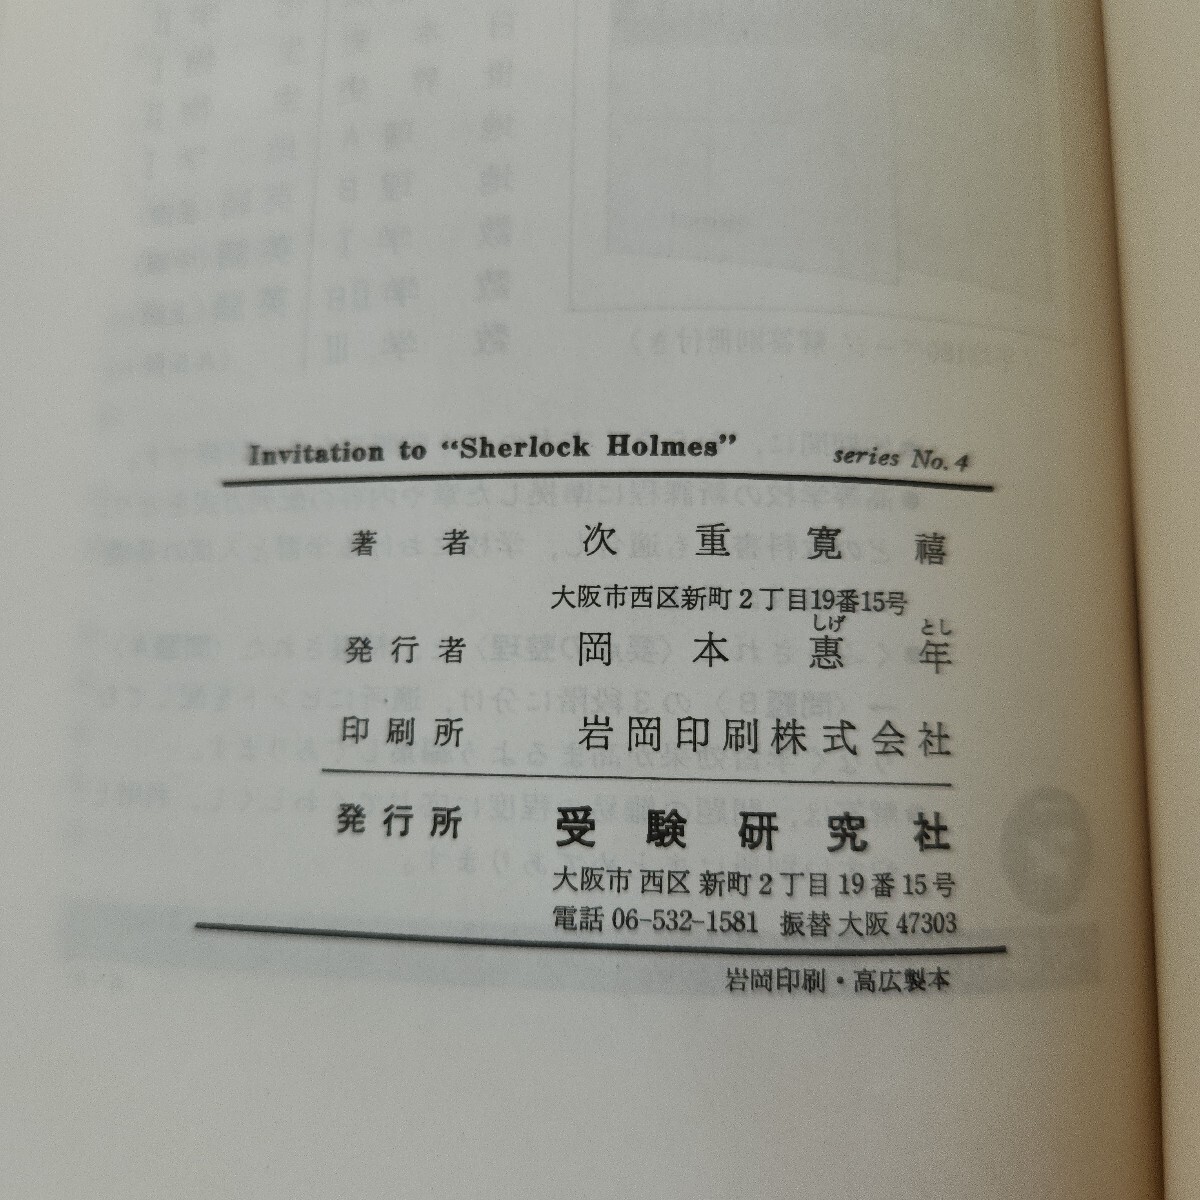 Invitation to “Sherlock Holmes” series No. 4
著者 次重寛禧
大阪市西区新町2丁目19番15号
しげ とし
発行者 岡本惠年
印刷所 岩岡印刷株式会社
発行所 受験研究社
大阪市西区新町2丁目19番15号
電話 06-532-1581 振替大阪 47303
岩岡印刷・高広製本